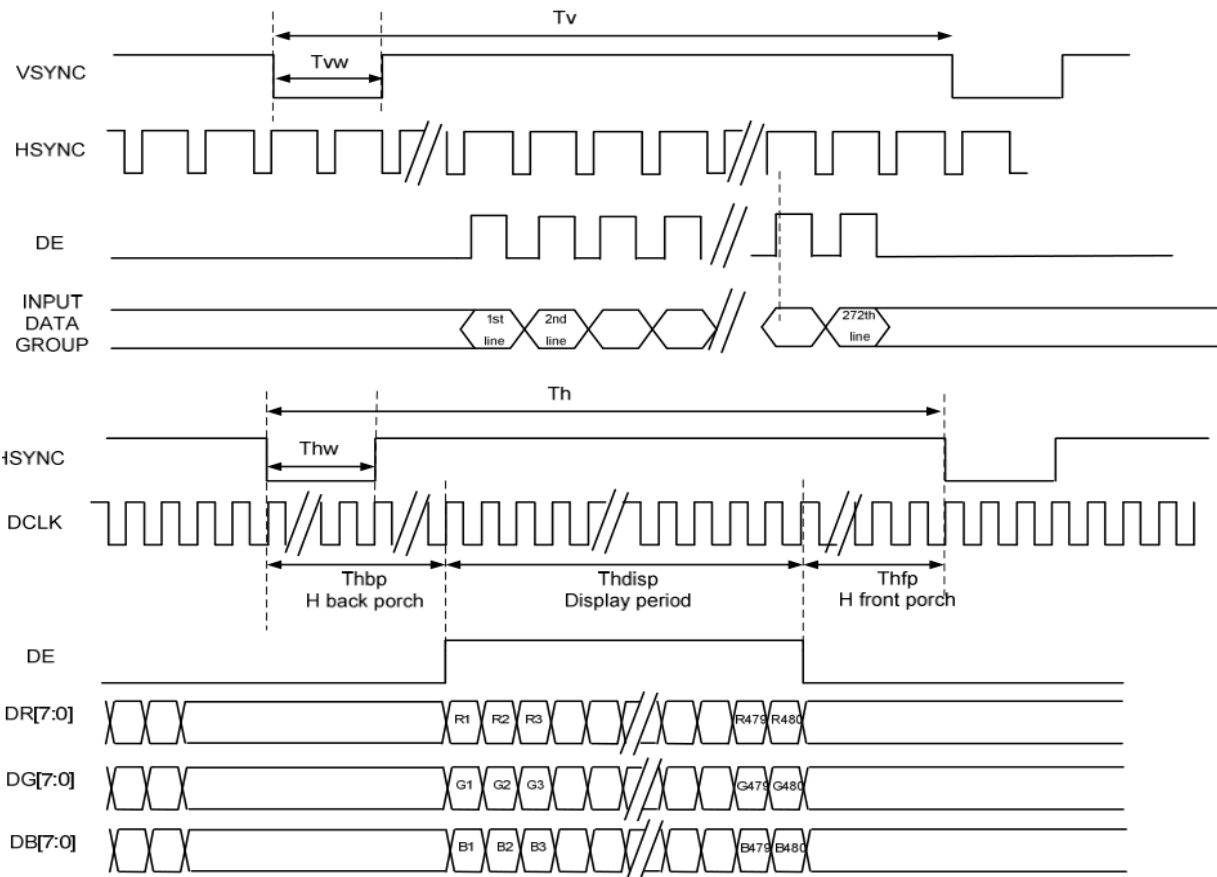 Tv
VSYNC
Tvw
HSYNC
DE
INPUT
DATA
GROUP
1st
line
2nd
line
272th
line
Th
HSYNC
Thw
DCLK
Thbp
H back porch
Thdisp
Display period
Thfp
H front porch
DE
DR[7:0]
R1 R2 R3 R479 R480
DG[7:0]
G1 G2 G3 G479 G480
DB[7:0]
B1 B2 B3 B479 B480